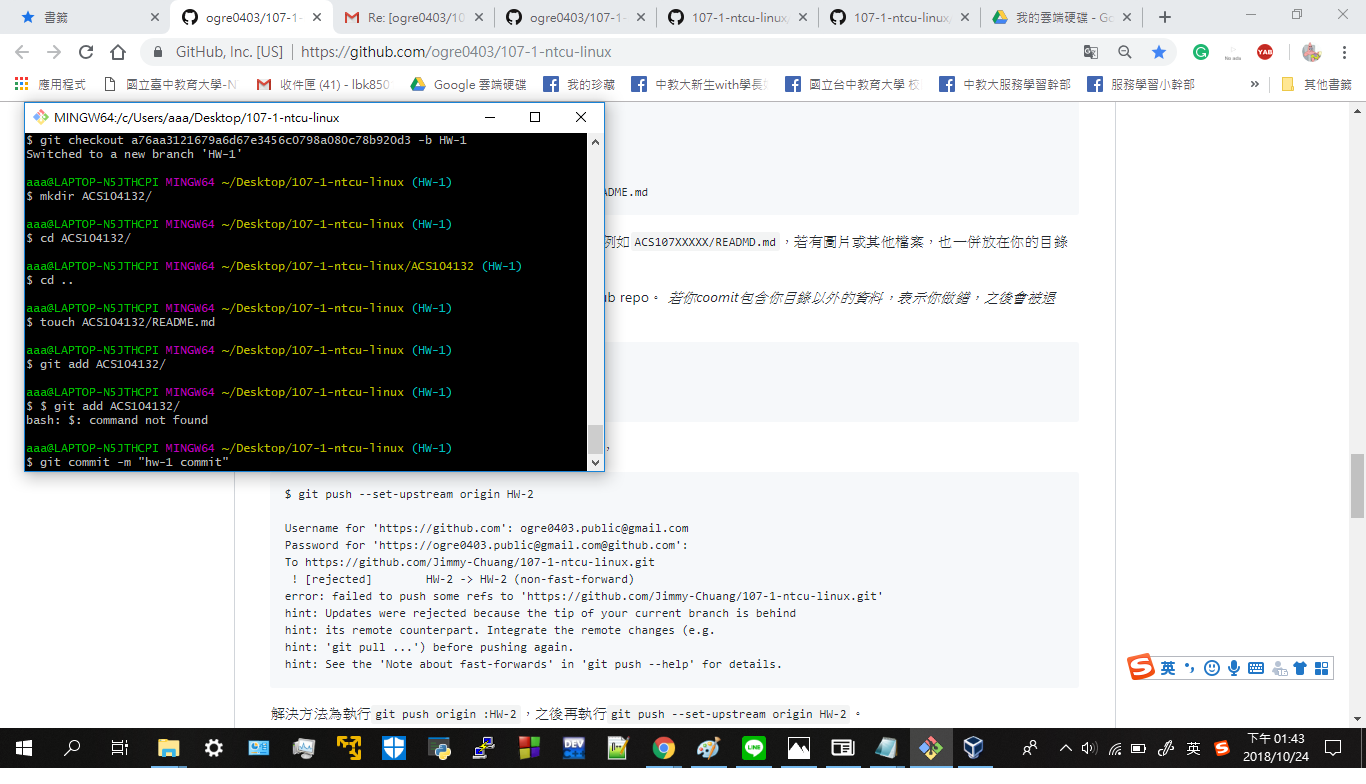 書籤
ogre0403/107-1-
Re: [ogre0403/10
ogre0403/107-1-
107-1-ntcu-linux
107-1-ntcu-linux
我的雲端硬碟 - Go
GitHub, Inc. [US] | https://github.com/ogre0403/107-1-ntcu-linux
應用程式
國立臺中教育大學-N
收件匣 (41) - lbk850
Google 雲端硬碟
我的珍藏
中教大新生with學長
國立台中教育大學 校
中教大服務學習幹部
服務學習小幹部
其他書籤
MINGW64:/c/Users/aaa/Desktop/107-1-ntcu-linux
$ git checkout a76aa3121679a6d67e3456c0798a080c78b920d3 -b HW-1
Switched to a new branch 'HW-1'
aaa@LAPTOP-N5JTHCPI MINGW64 ~/Desktop/107-1-ntcu-linux (HW-1)
$ mkdir ACS104132/
aaa@LAPTOP-N5JTHCPI MINGW64 ~/Desktop/107-1-ntcu-linux (HW-1)
$ cd ACS104132/
aaa@LAPTOP-N5JTHCPI MINGW64 ~/Desktop/107-1-ntcu-linux/ACS104132 (HW-1)
$ cd ..
aaa@LAPTOP-N5JTHCPI MINGW64 ~/Desktop/107-1-ntcu-linux (HW-1)
$ touch ACS104132/README.md
aaa@LAPTOP-N5JTHCPI MINGW64 ~/Desktop/107-1-ntcu-linux (HW-1)
$ git add ACS104132/
aaa@LAPTOP-N5JTHCPI MINGW64 ~/Desktop/107-1-ntcu-linux (HW-1)
$ $ git add ACS104132/
bash: $: command not found
aaa@LAPTOP-N5JTHCPI MINGW64 ~/Desktop/107-1-ntcu-linux (HW-1)
$ git commit -m "hw-1 commit"
ADME.md
例如 ACS107XXXXX/READMD.md ，若有圖片或其他檔案，也一併放在你的目錄
ub repo。 若你coomit包含你目錄以外的資料，表示你做錯，之後會被退
，
$ git push --set-upstream origin HW-2
Username for 'https://github.com': ogre0403.public@gmail.com
Password for 'https://ogre0403.public@gmail.com@github.com':
To https://github.com/Jimmy-Chuang/107-1-ntcu-linux.git
! [rejected] HW-2 -> HW-2 (non-fast-forward)
error: failed to push some refs to 'https://github.com/Jimmy-Chuang/107-1-ntcu-linux.git'
hint: Updates were rejected because the tip of your current branch is behind
hint: its remote counterpart. Integrate the remote changes (e.g.
hint: 'git pull ...') before pushing again.
hint: See the 'Note about fast-forwards' in 'git push --help' for details.
解決方法為執行 git push origin :HW-2 ，之後再執行 git push --set-upstream origin HW-2 。
英
英
下午 01:43
2018/10/24